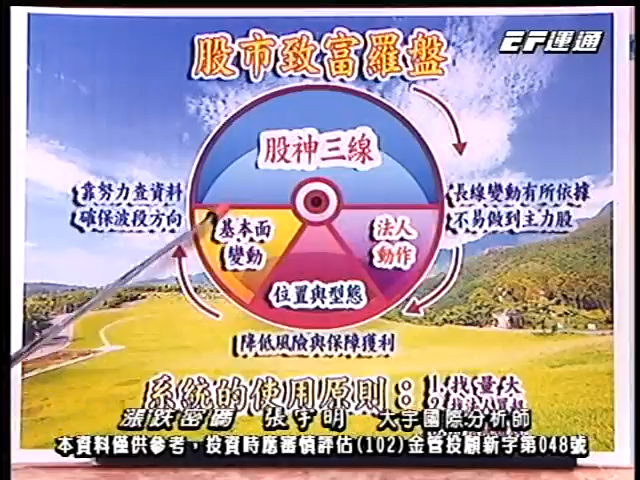 EF運通
股市致富羅盤
股神三線
靠努力查資料
確保波段方向
長線變動有所依據
不易做到主力股
基本面
變動
法人
動作
位置與型態
降低風險與保障獲利
系統的使用原則：1.找量大
漲跌密碼 張宇明 大宇國際分析師
本資料僅供參考，投資時應審慎評估(102)金管投顧新字第048號